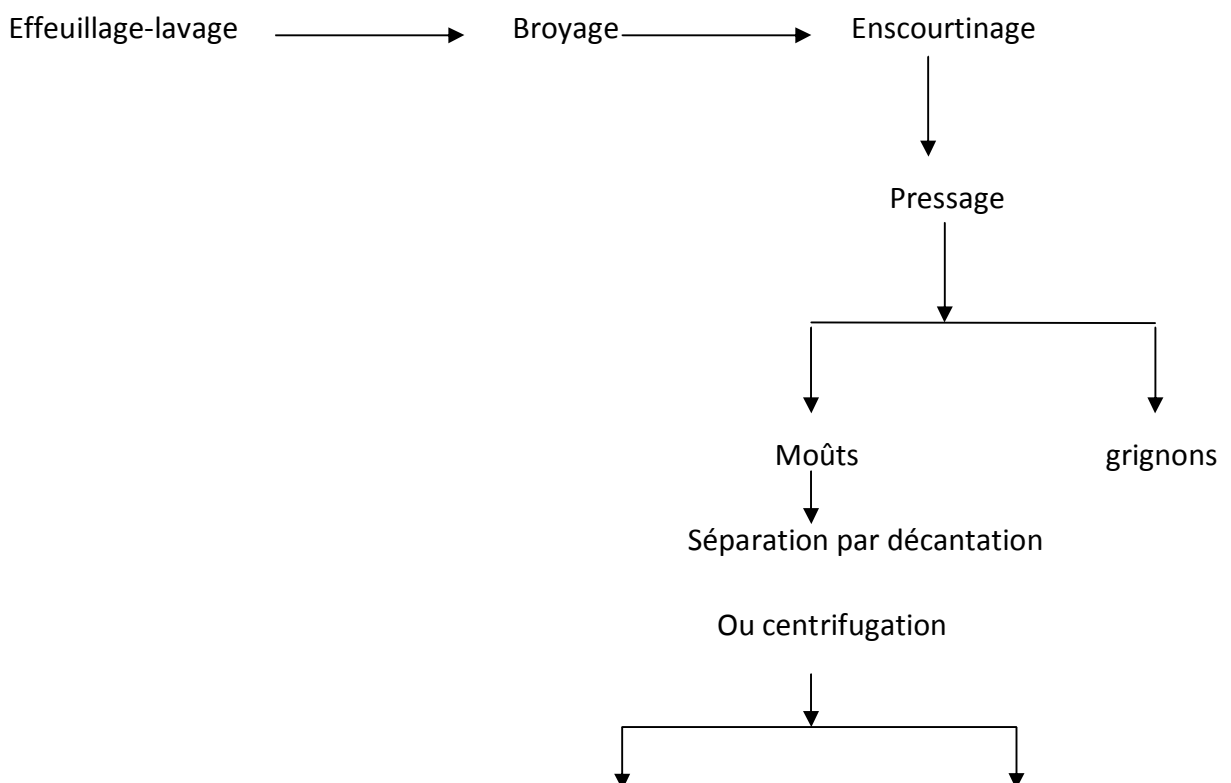 Effeuillage-lavage Broyage Enscourtinage
Pressage
Moûts grignons
Séparation par décantation
Ou centrifugation